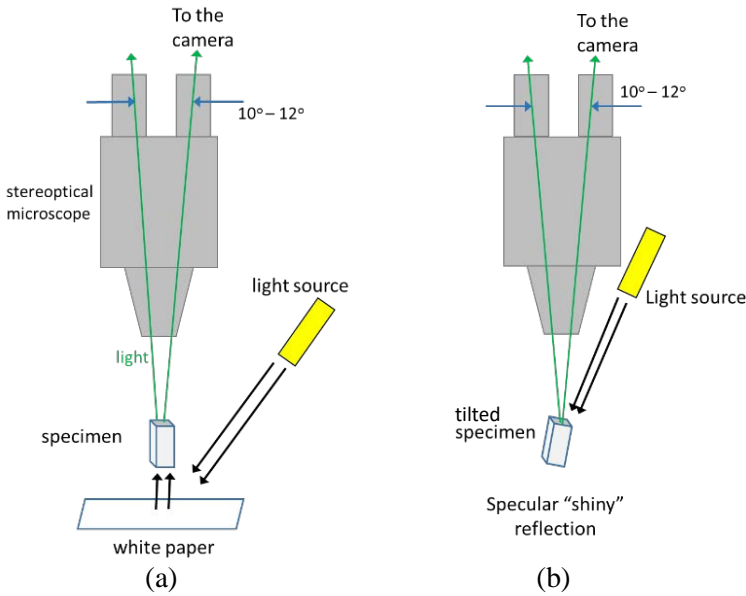 To the
camera
10° – 12°
stereoptical
microscope
light source
light
specimen
white paper
(a)
To the
camera
10° – 12°
Light source
tilted
specimen
Specular “shiny”
reflection
(b)